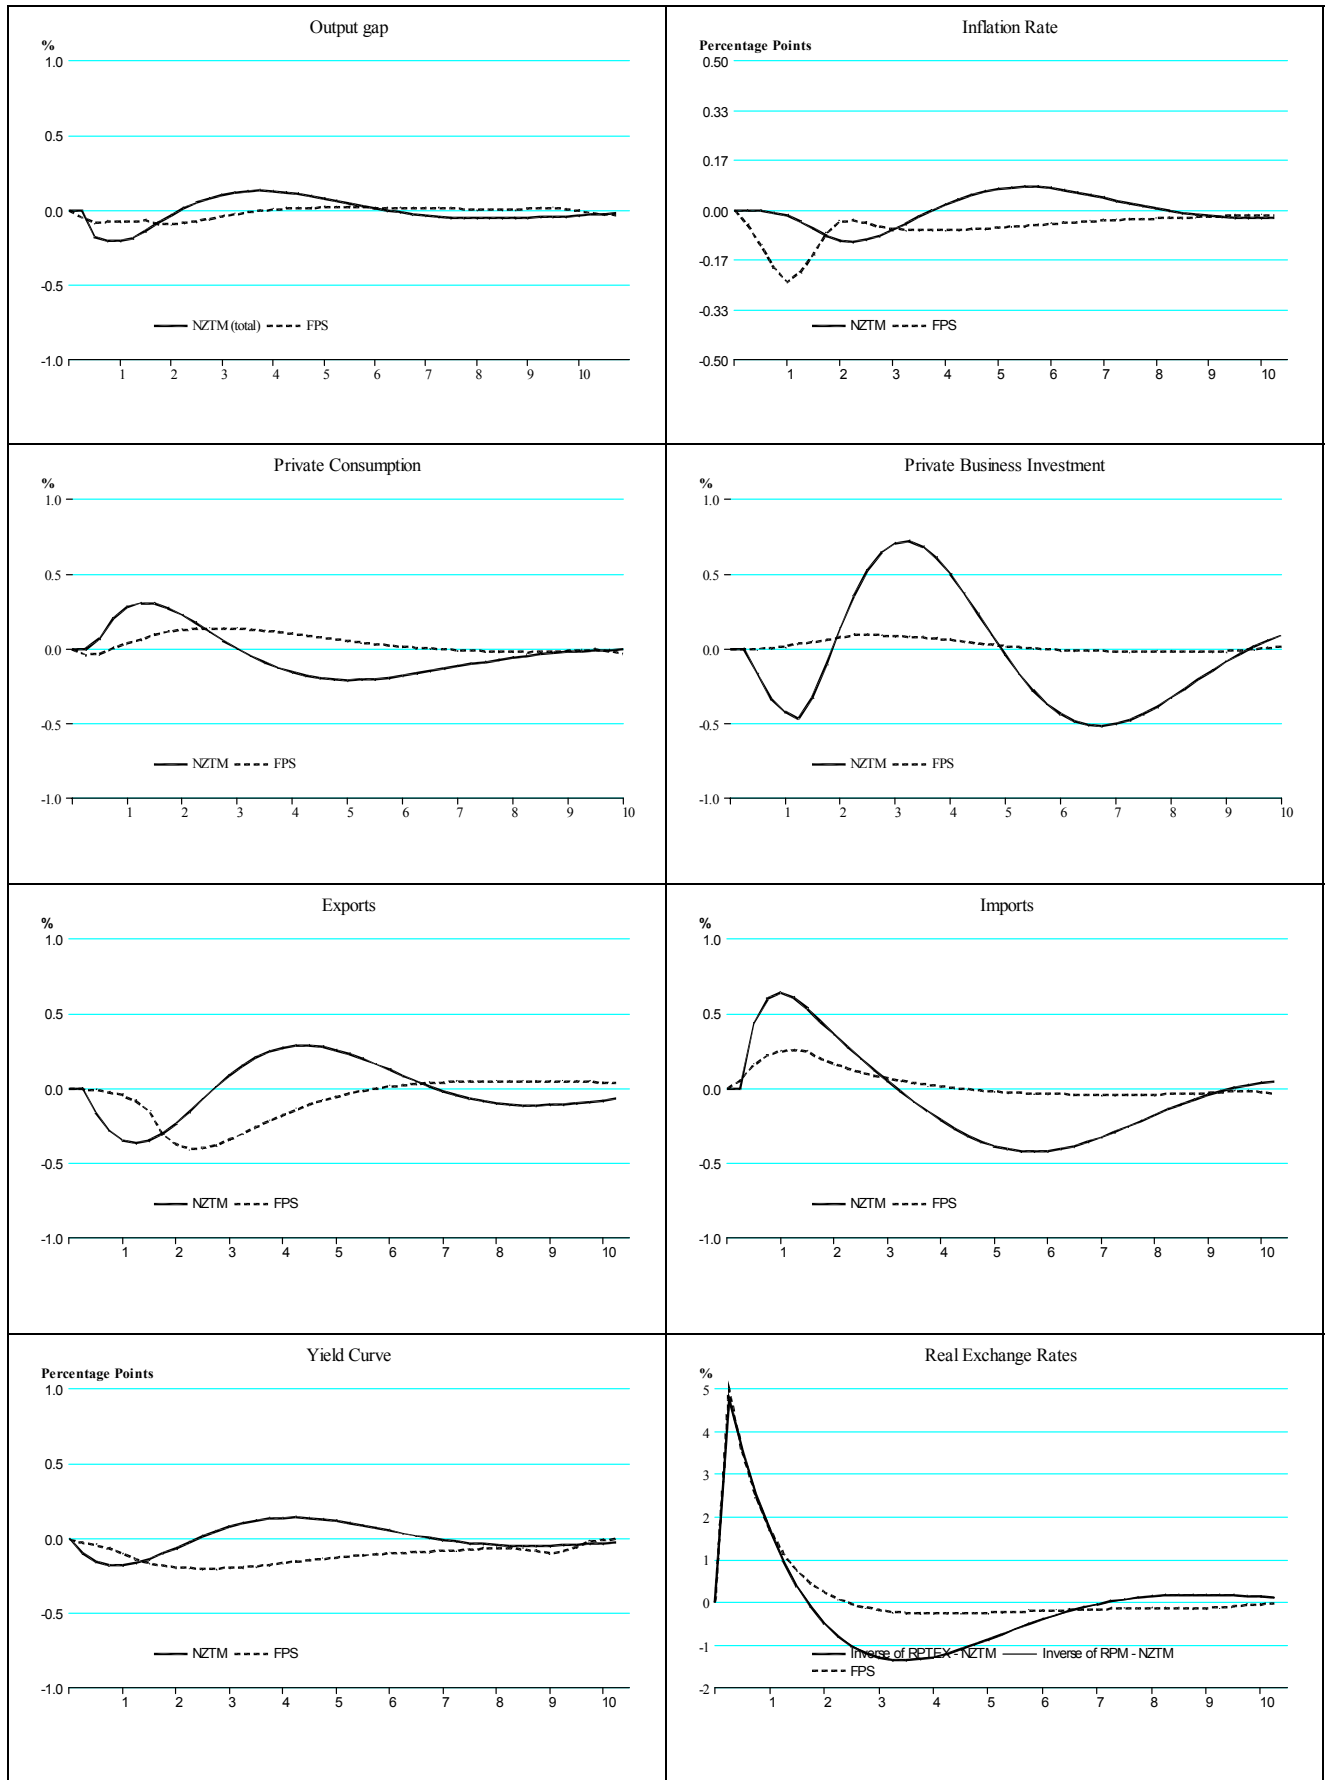 Output gap
%
1.0
0.5
0.0
-0.5
NZTM (total) FPS
-1.0
1 2 3 4 5 6 7 8 9 10
Inflation Rate
Percentage Points
0.50
0.33
0.17
0.00
-0.17
-0.33
NZTM FPS
-0.50
1 2 3 4 5 6 7 8 9 10
Private Consumption
%
1.0
0.5
0.0
-0.5
NZTM FPS
-1.0
1 2 3 4 5 6 7 8 9 10
Private Business Investment
%
1.0
0.5
0.0
-0.5
NZTM FPS
-1.0
1 2 3 4 5 6 7 8 9 10
Exports
%
1.0
0.5
0.0
-0.5
NZTM FPS
-1.0
1 2 3 4 5 6 7 8 9 10
Imports
%
1.0
0.5
0.0
-0.5
NZTM FPS
-1.0
1 2 3 4 5 6 7 8 9 10
Yield Curve
Percentage Points
1.0
0.5
0.0
-0.5
NZTM FPS
-1.0
1 2 3 4 5 6 7 8 9 10
Real Exchange Rates
%
5
4
3
2
1
0
-1
Inverse of RPTEX - NZTM Inverse of RPM - NZTM
FPS
-2
1 2 3 4 5 6 7 8 9 10